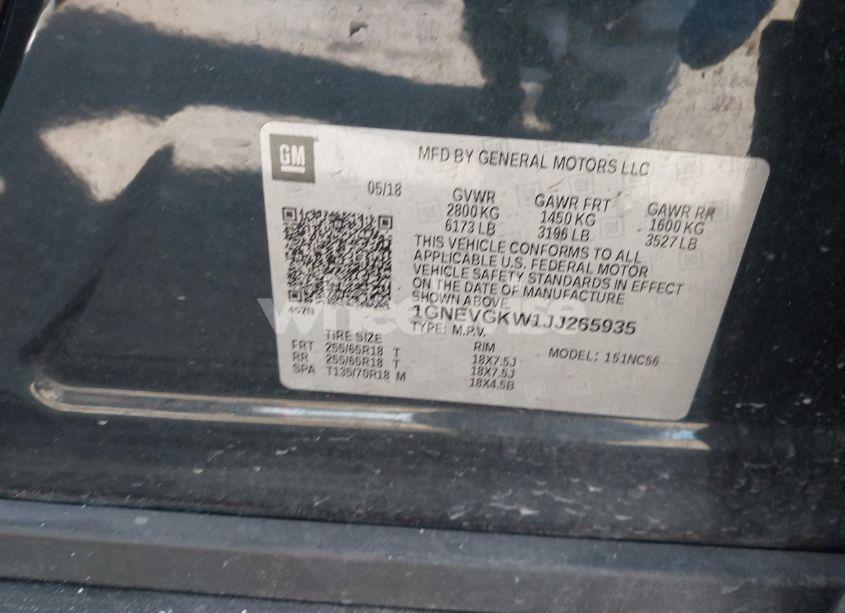 GM
MFD BY GENERAL MOTORS LLC
05/18
GVWR GAWR FRT GAWR RR
2800 KG 1450 KG 1600 KG
6173 LB 3196 LB 3527 LB
THIS VEHICLE CONFORMS TO ALL
APPLICABLE U.S. FEDERAL MOTOR
VEHICLE SAFETY STANDARDS IN EFFECT
ON THE DATE OF MANUFACTURE
SHOWN ABOVE.
1GNEVGKW1JJ265935
TYPE: M.P.V.
MODEL: 151NC56
TIRE SIZE RIM
FRT 255/65R18 T 18X7.5J
RR 255/65R18 T 18X7.5J
SPA T135/70R18 M 18X4.5B